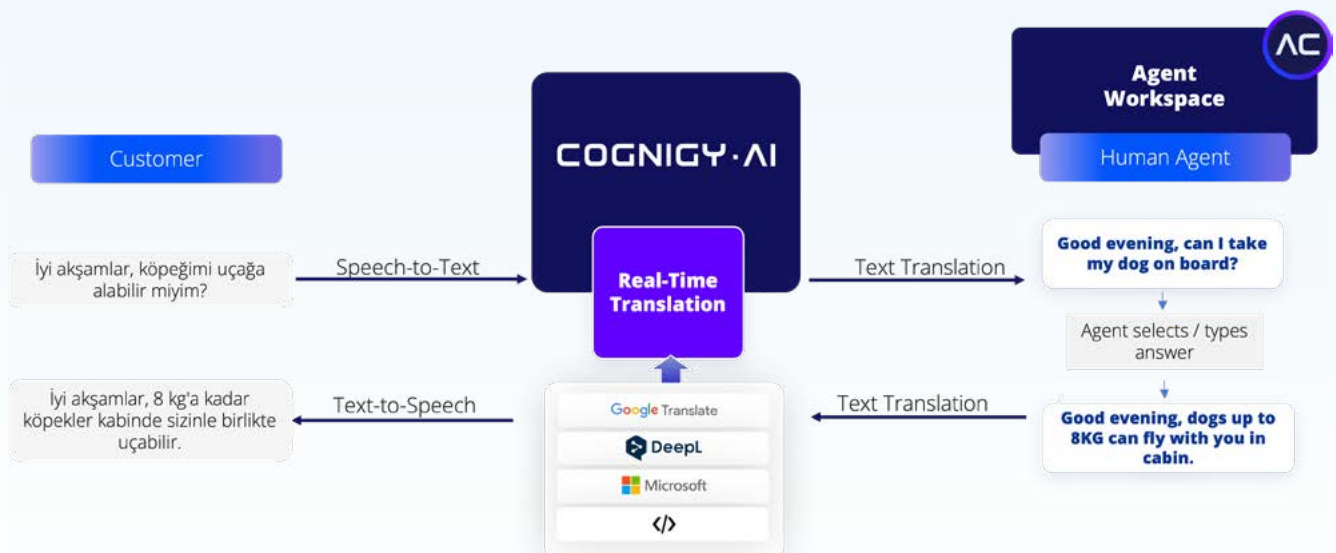 AC
Agent
Workspace
Human Agent
Customer
COGNIGY·AI
İyi akşamlar, köpeğimi uçağa
alabilir miyim?
Speech-to-Text
Real-Time
Translation
Text Translation
Good evening, can I take
my dog on board?
Agent selects / types
answer
İyi akşamlar, 8 kg'a kadar
köpekler kabinde sizinle birlikte
uçabilir.
Text-to-Speech
Google Translate
DeepL
Microsoft
</>
Text Translation
Good evening, dogs up to
8KG can fly with you in
cabin.